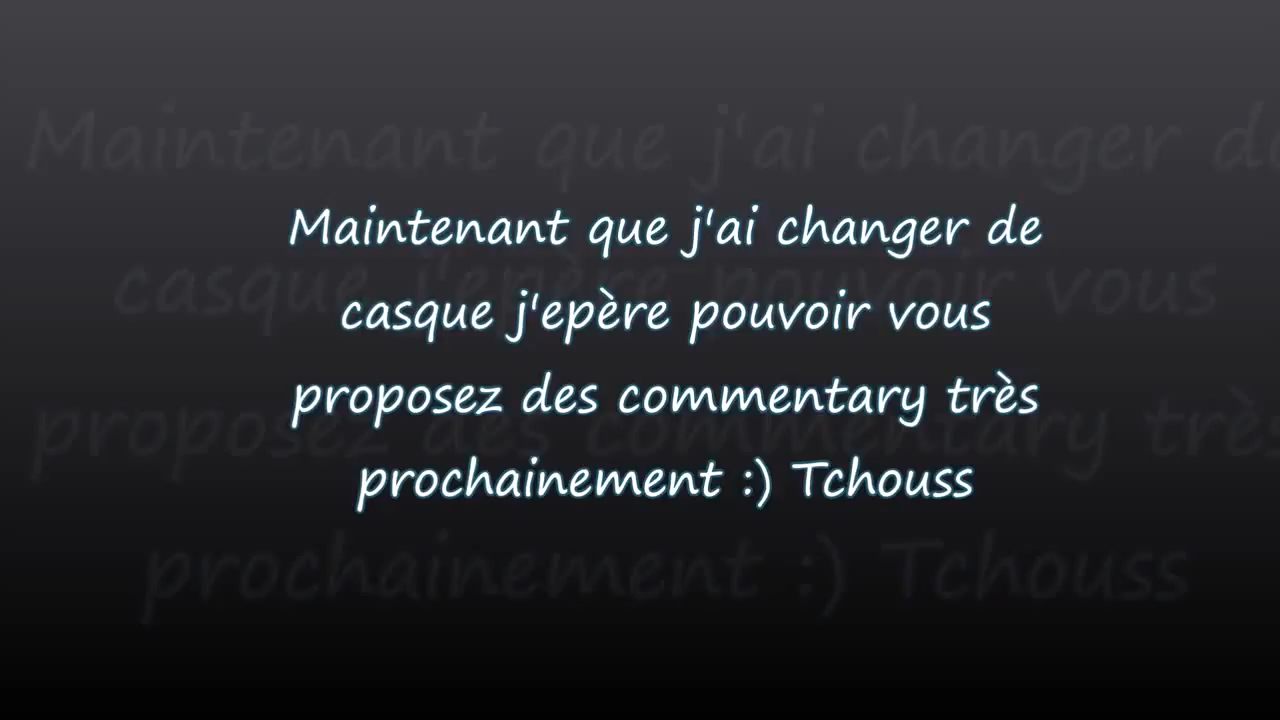 Maintenant que j'ai changer de
casque j'epère pouvoir vous
proposez des commentary très
prochainement :) Tchouss